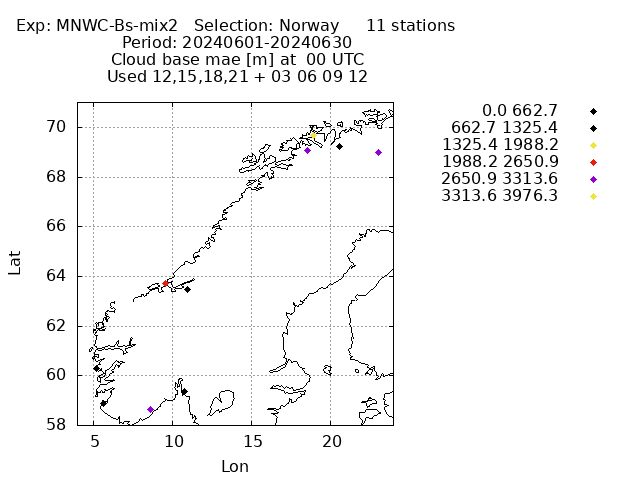 Exp: MNWC-Bs-mix2 Selection: Norway 11 stations
Period: 20240601-20240630
Cloud base mae [m] at 00 UTC
Used 12,15,18,21 + 03 06 09 12
0.0 662.7
662.7 1325.4
1325.4 1988.2
1988.2 2650.9
2650.9 3313.6
3313.6 3976.3
Lat
70
68
66
64
62
60
58
5 10 15 20
Lon